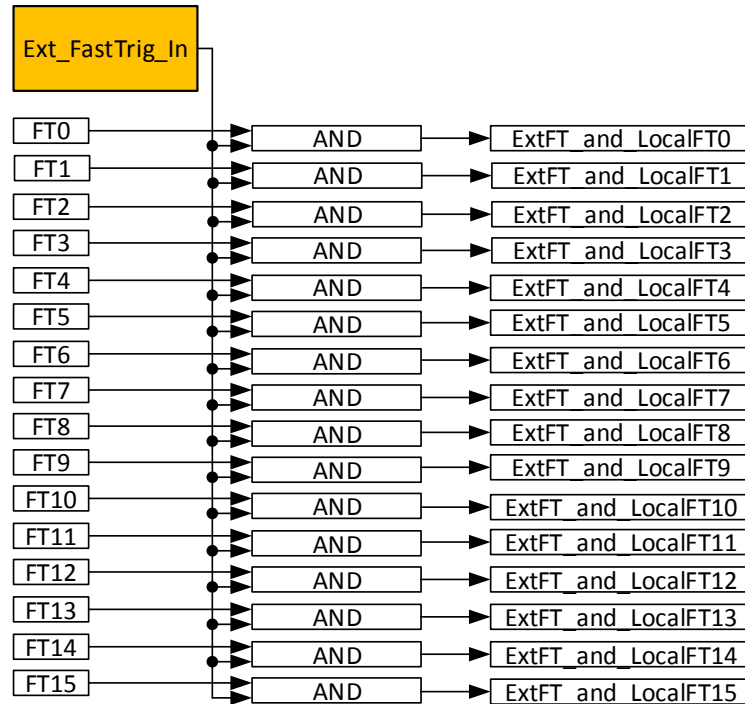 Ext_FastTrig_In
FT0 AND ExtFT_and_LocalFT0
FT1 AND ExtFT_and_LocalFT1
FT2 AND ExtFT_and_LocalFT2
FT3 AND ExtFT_and_LocalFT3
FT4 AND ExtFT_and_LocalFT4
FT5 AND ExtFT_and_LocalFT5
FT6 AND ExtFT_and_LocalFT6
FT7 AND ExtFT_and_LocalFT7
FT8 AND ExtFT_and_LocalFT8
FT9 AND ExtFT_and_LocalFT9
FT10 AND ExtFT_and_LocalFT10
FT11 AND ExtFT_and_LocalFT11
FT12 AND ExtFT_and_LocalFT12
FT13 AND ExtFT_and_LocalFT13
FT14 AND ExtFT_and_LocalFT14
FT15 AND ExtFT_and_LocalFT15